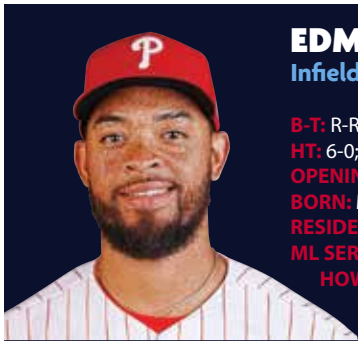 P
EDM
Infield
B-T: R-R
HT: 6-0;
OPENIN
BORN:
RESIDE
ML SER
HOW